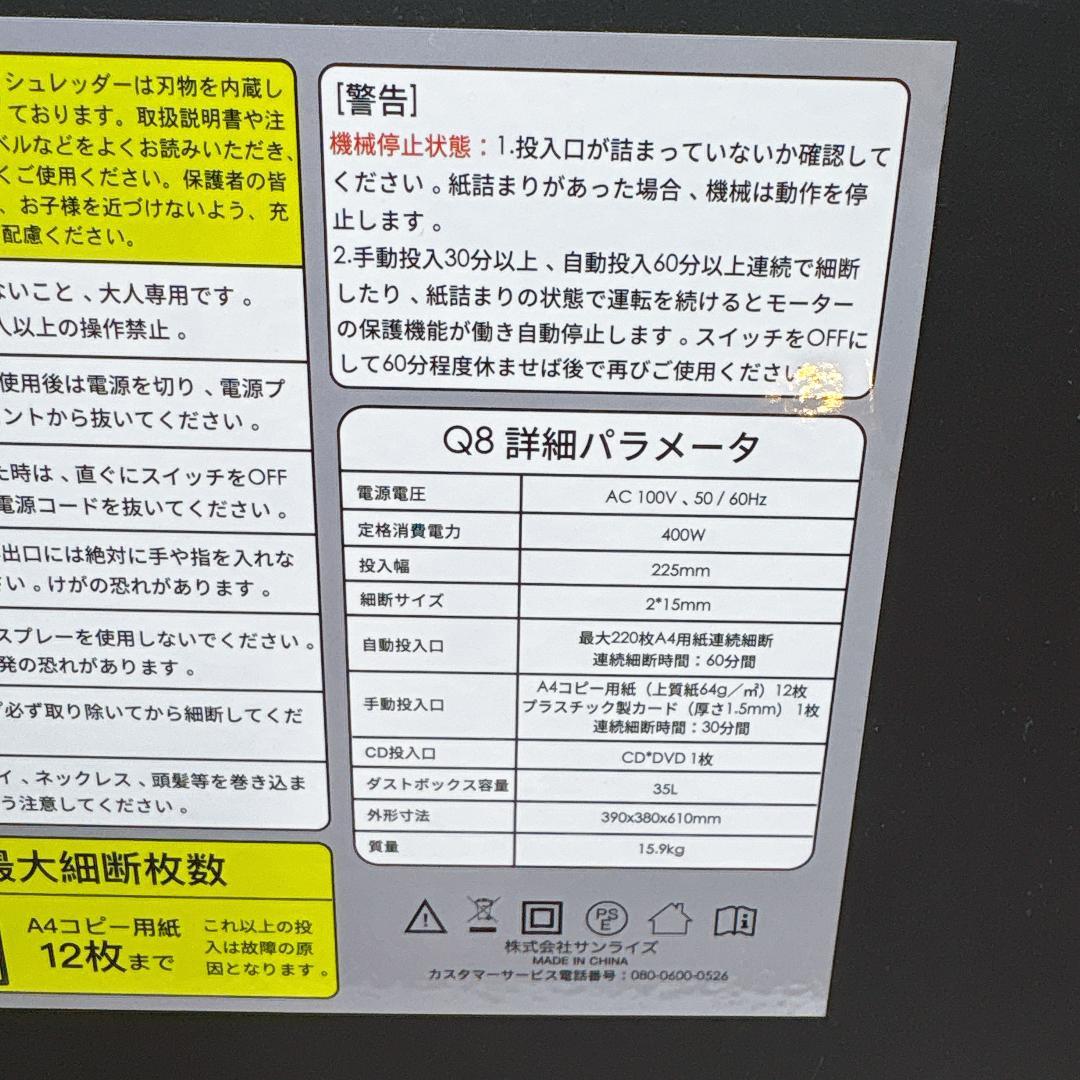 シュレッダーは刃物を内蔵し
ております。取扱説明書や注
ベルなどをよくお読みいただき、
くご使用ください。保護者の皆
、お子様を近づけないよう、充
配慮ください。
ないこと、大人専用です。
人以上の操作禁止。
使用後は電源を切り、電源プ
ントから抜いてください。
た時は、直ぐにスイッチをOFF
電源コードを抜いてください。
出口には絶対に手や指を入れな
さい。けがの恐れがあります。
スプレーを使用しないでください。
発の恐れがあります。
必ず取り除いてから細断してくだ
イ、ネックレス、頭髪等を巻き込ま
う注意してください。
最大細断枚数
A4コピー用紙
12枚まで
これ以上の投
入は故障の原
因となります。
[警告]
機械停止状態：1.投入口が詰まっていないか確認して
ください。紙詰まりがあった場合、機械は動作を停
止します。
2.手動投入30分以上、自動投入60分以上連続で細断
したり、紙詰まりの状態で運転を続けるとモーター
の保護機能が働き自動停止します。スイッチをOFFに
して60分程度休ませば後で再びご使用ください
Q8 詳細パラメータ
電源電圧 AC 100V、50 / 60Hz
定格消費電力 400W
投入幅 225mm
細断サイズ 2*15mm
自動投入口 最大220枚A4用紙連続細断
連続細断時間：60分間
手動投入口 A4コピー用紙（上質紙64g／㎡）12枚
プラスチック製カード（厚さ1.5mm） 1枚
連続細断時間：30分間
CD投入口 CD*DVD 1枚
ダストボックス容量 35L
外形寸法 390x380x610mm
質量 15.9kg
PS
E
株式会社サンライズ
MADE IN CHINA
カスタマーサービス電話番号：080-0600-0526